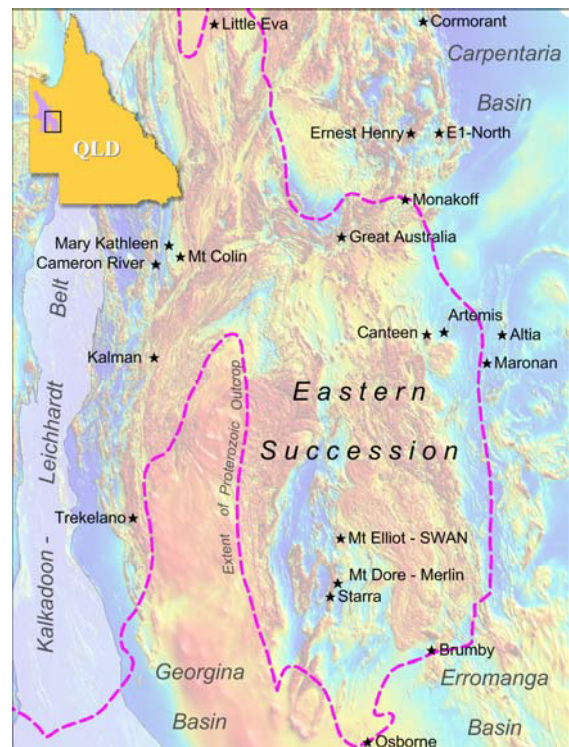 Little Eva
Cormorant
Carpentaria
Basin
QLD
Ernest Henry
E1-North
Monakoff
Mary Kathleen
Great Australia
Mt Colin
Cameron River
Artemis
Canteen
Altia
Kalman
Maronan
Eastern
Succession
Kalkadoon - Leichhardt Belt
Extent of Proterozoic Outcrop
Trekelano
Mt Elliot - SWAN
Mt Dore - Merlin
Starra
Brumby
Georgina
Basin
Erromanga
Basin
Osborne